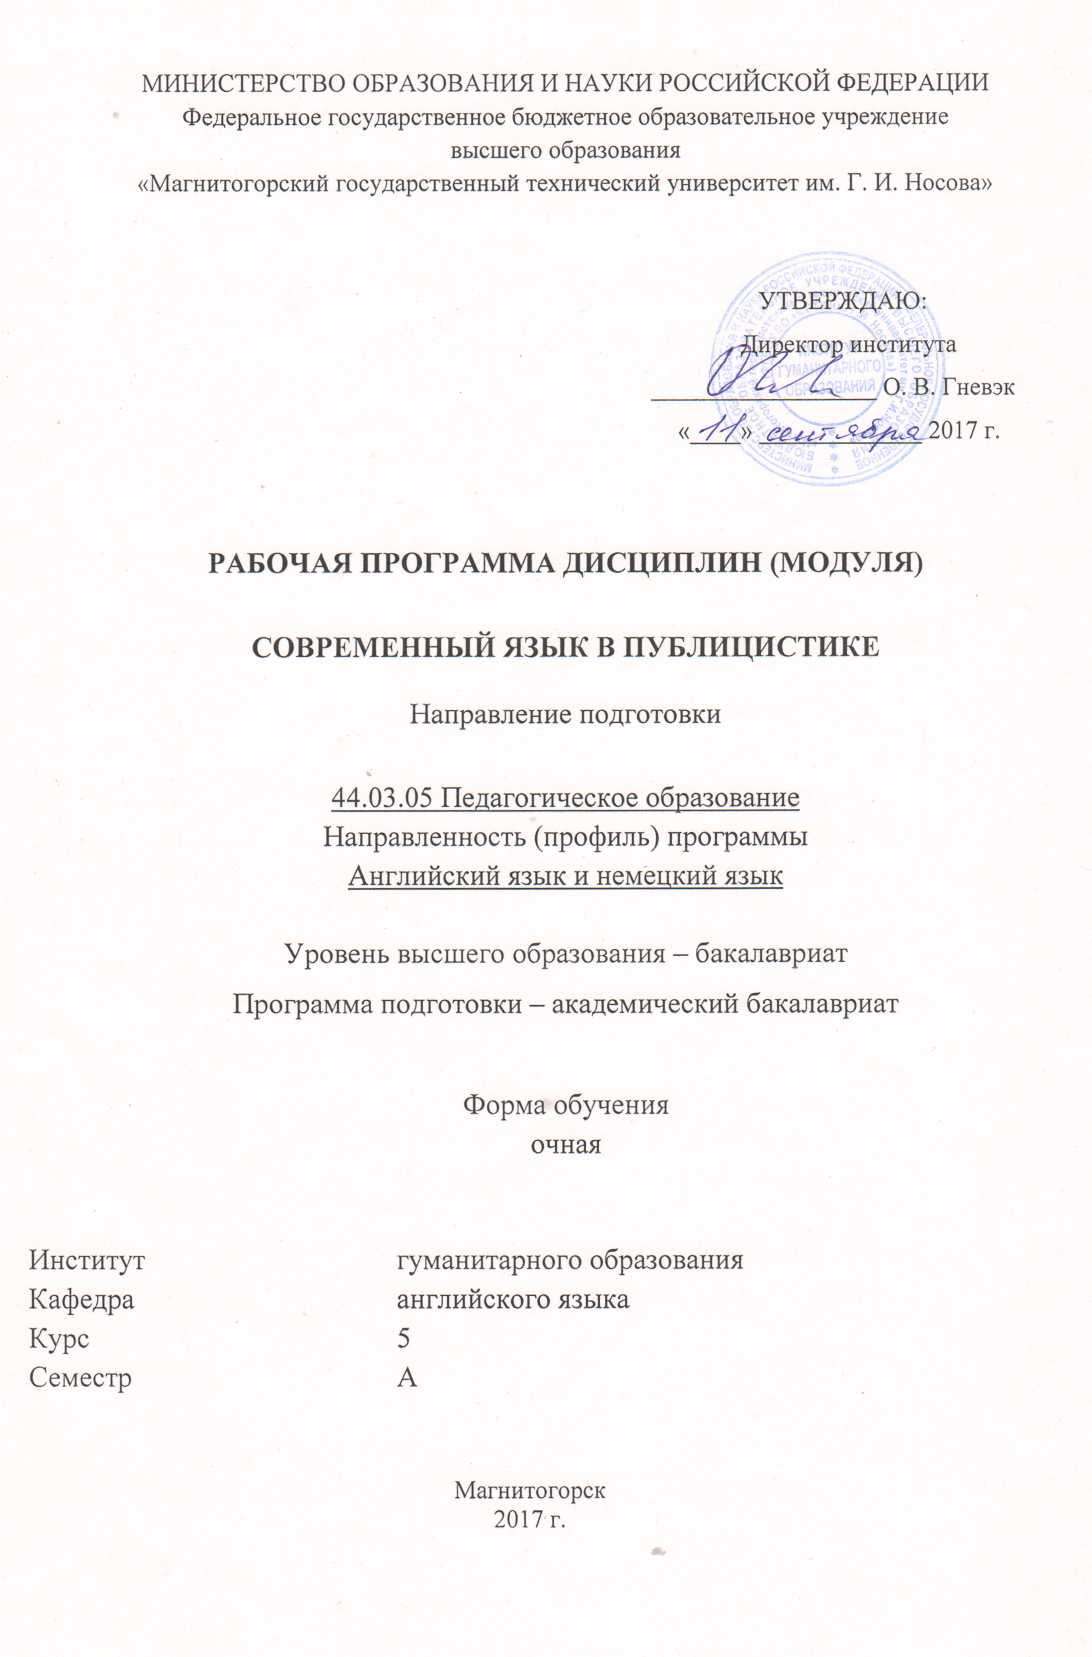 МИНИСТЕРСТВО ОБРАЗОВАНИЯ И НАУКИ РОССИЙСКОЙ ФЕДЕРАЦИИ
Федеральное государственное бюджетное образовательное учреждение
высшего образования
«Магнитогорский государственный технический университет им. Г. И. Носова»
УТВЕРЖДАЮ:
Директор института
О. В. Гневэк
«11» сентября 2017 г.
ГУМАНИТАРНОГО
ОБРАЗОВАНИЯ
РАБОЧАЯ ПРОГРАММА ДИСЦИПЛИН (МОДУЛЯ)
СОВРЕМЕННЫЙ ЯЗЫК В ПУБЛИЦИСТИКЕ
Направление подготовки
44.03.05 Педагогическое образование
Направленность (профиль) программы
Английский язык и немецкий язык
Уровень высшего образования – бакалавриат
Программа подготовки – академический бакалавриат
Форма обучения
очная
Институт гуманитарного образования
Кафедра английского языка
Курс 5
Семестр А
Магнитогорск
2017 г.